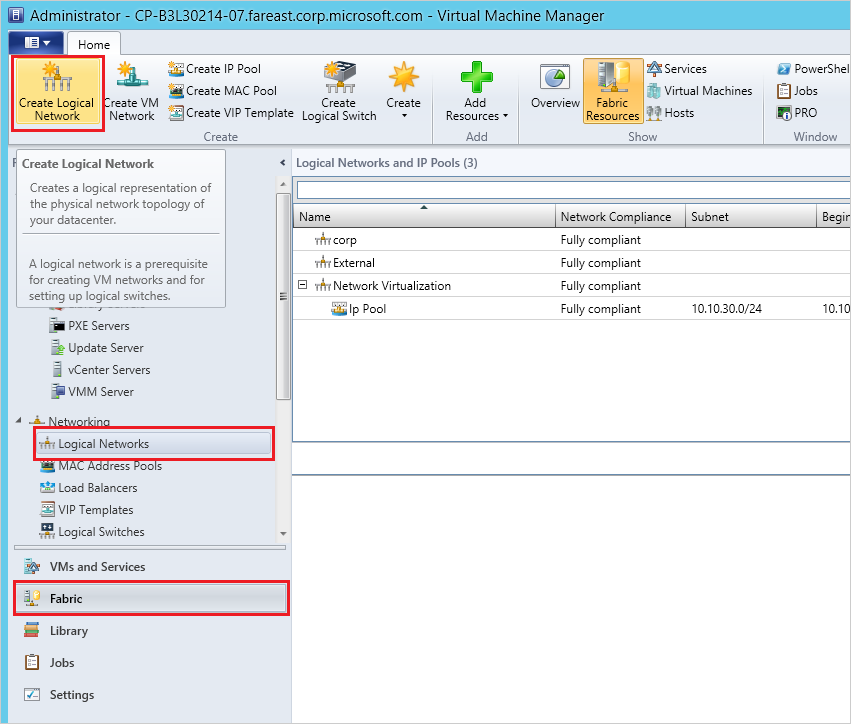 Administrator - CP-B3L30214-07.fareast.corp.microsoft.com - Virtual Machine Manager
Home
Create Logical Network
Create VM Network
Create IP Pool
Create MAC Pool
Create VIP Template
Create Logical Switch
Create
Create
Add Resources
Add
Overview
Fabric Resources
Services
Virtual Machines
Hosts
Show
PowerShell
Jobs
PRO
Window
Create Logical Network
Creates a logical representation of
the physical network topology of
your datacenter.
A logical network is a prerequisite
for creating VM networks and for
setting up logical switches.
PXE Servers
Update Server
vCenter Servers
VMM Server
Networking
Logical Networks
MAC Address Pools
Load Balancers
VIP Templates
Logical Switches
VMs and Services
Fabric
Library
Jobs
Settings
Logical Networks and IP Pools (3)
Name Network Compliance Subnet Begin
corp Fully compliant
External Fully compliant
Network Virtualization Fully compliant
Ip Pool Fully compliant 10.10.30.0/24 10.10